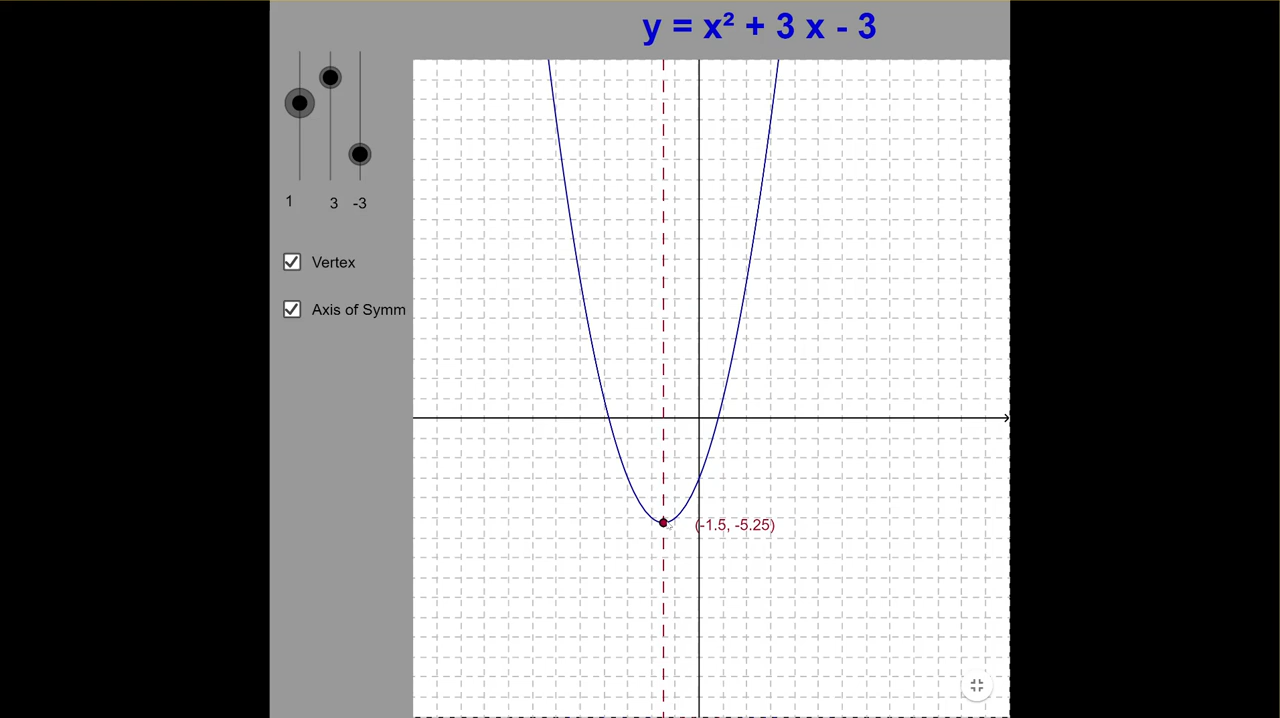 y = x² + 3 x - 3
1 3 -3
Vertex
Axis of Symm
(-1.5, -5.25)